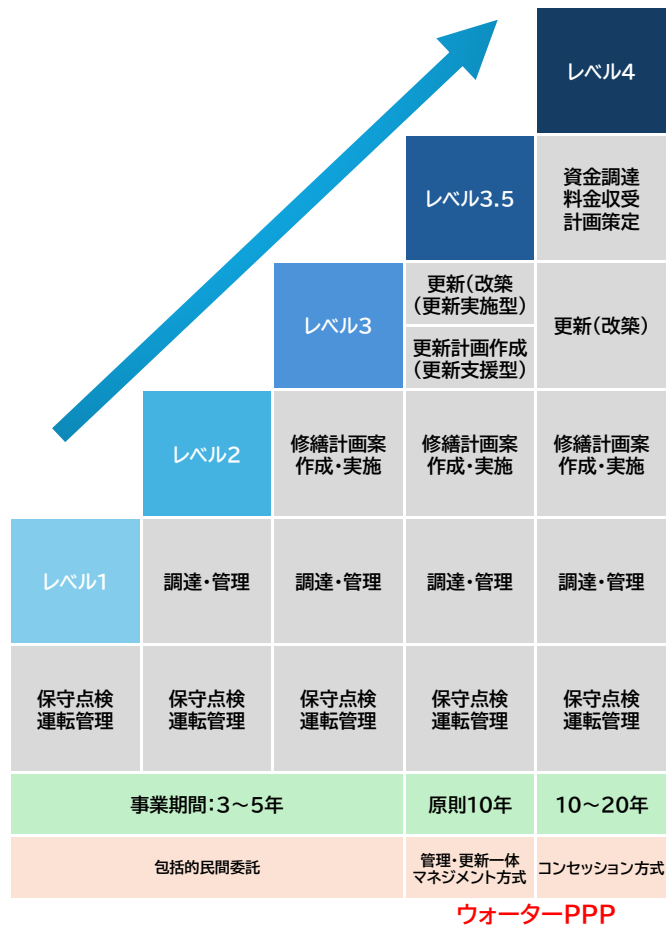 レベル4
レベル3.5
資金調達
料金収受
計画策定
レベル3
更新(改築
(更新実施型)
更新計画作成
(更新支援型)
更新(改築)
レベル2
修繕計画案
作成・実施
修繕計画案
作成・実施
修繕計画案
作成・実施
レベル1
調達・管理
調達・管理
調達・管理
調達・管理
保守点検
運転管理
保守点検
運転管理
保守点検
運転管理
保守点検
運転管理
保守点検
運転管理
事業期間:3~5年
原則10年
10~20年
包括的民間委託
管理・更新一体
マネジメント方式
コンセッション方式
ウォーターPPP